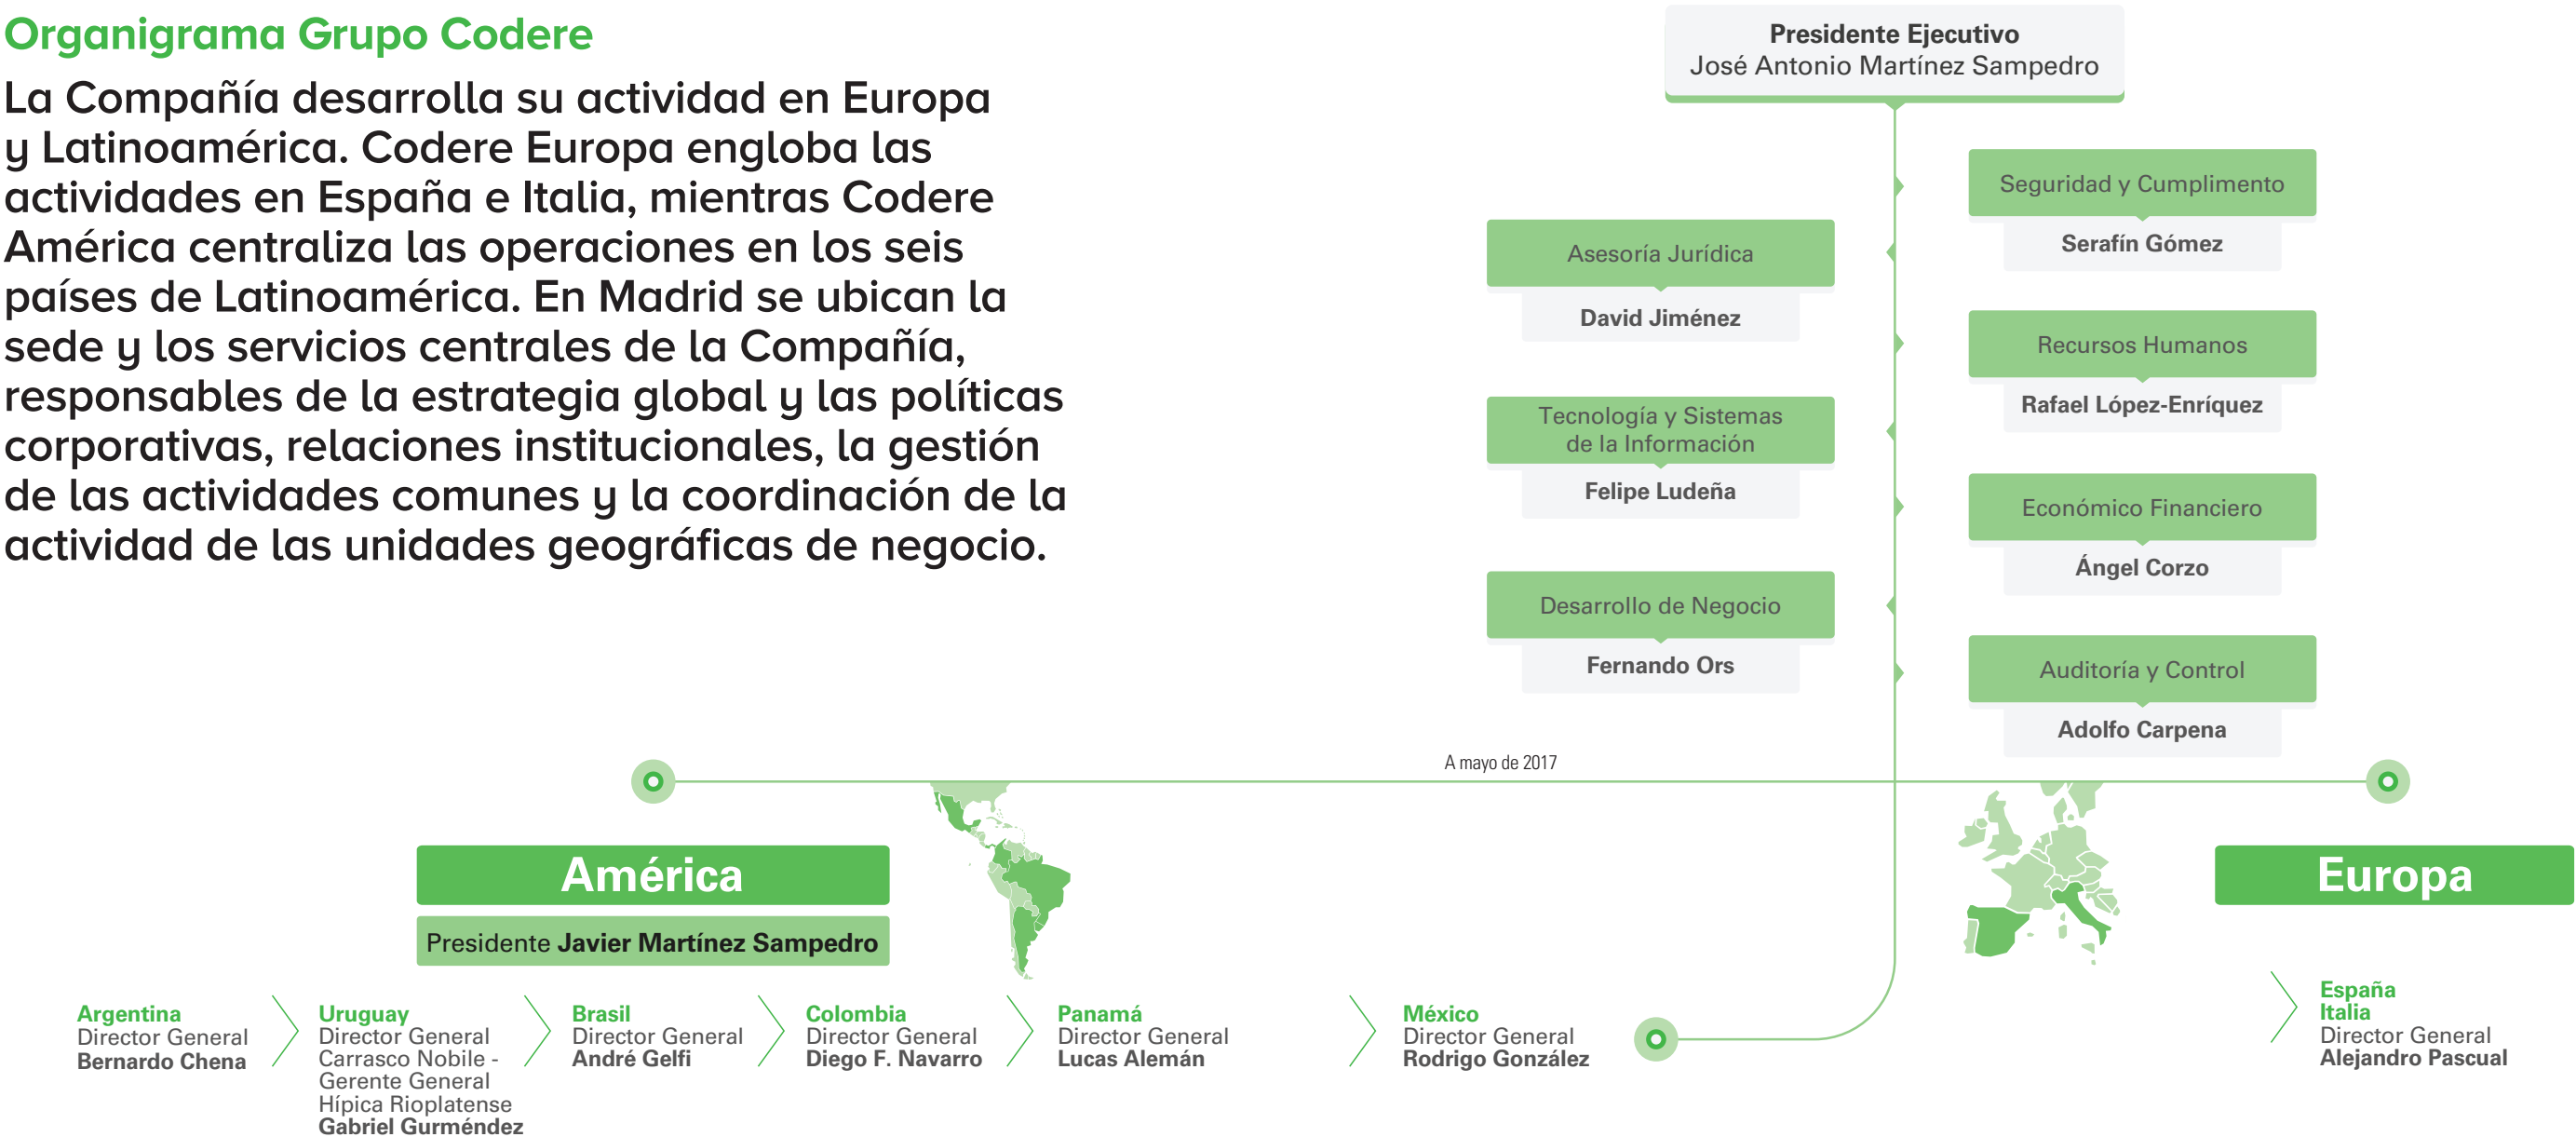 Organigrama Grupo Codere
La Compañía desarrolla su actividad en Europa
y Latinoamérica. Codere Europa engloba las
actividades en España e Italia, mientras Codere
América centraliza las operaciones en los seis
países de Latinoamérica. En Madrid se ubican la
sede y los servicios centrales de la Compañía,
responsables de la estrategia global y las políticas
corporativas, relaciones institucionales, la gestión
de las actividades comunes y la coordinación de la
actividad de las unidades geográficas de negocio.
Presidente Ejecutivo
José Antonio Martínez Sampedro
Seguridad y Cumplimento
Serafín Gómez
Asesoría Jurídica
David Jiménez
Recursos Humanos
Rafael López-Enríquez
Tecnología y Sistemas
de la Información
Felipe Ludeña
Económico Financiero
Ángel Corzo
Desarrollo de Negocio
Fernando Ors
Auditoría y Control
Adolfo Carpena
A mayo de 2017
América
Presidente Javier Martínez Sampedro
Europa
Argentina
Director General
Bernardo Chena
Uruguay
Director General
Carrasco Nobile -
Gerente General
Hípica Rioplatense
Gabriel Gurméndez
Brasil
Director General
André Gelfi
Colombia
Director General
Diego F. Navarro
Panamá
Director General
Lucas Alemán
México
Director General
Rodrigo González
España
Italia
Director General
Alejandro Pascual